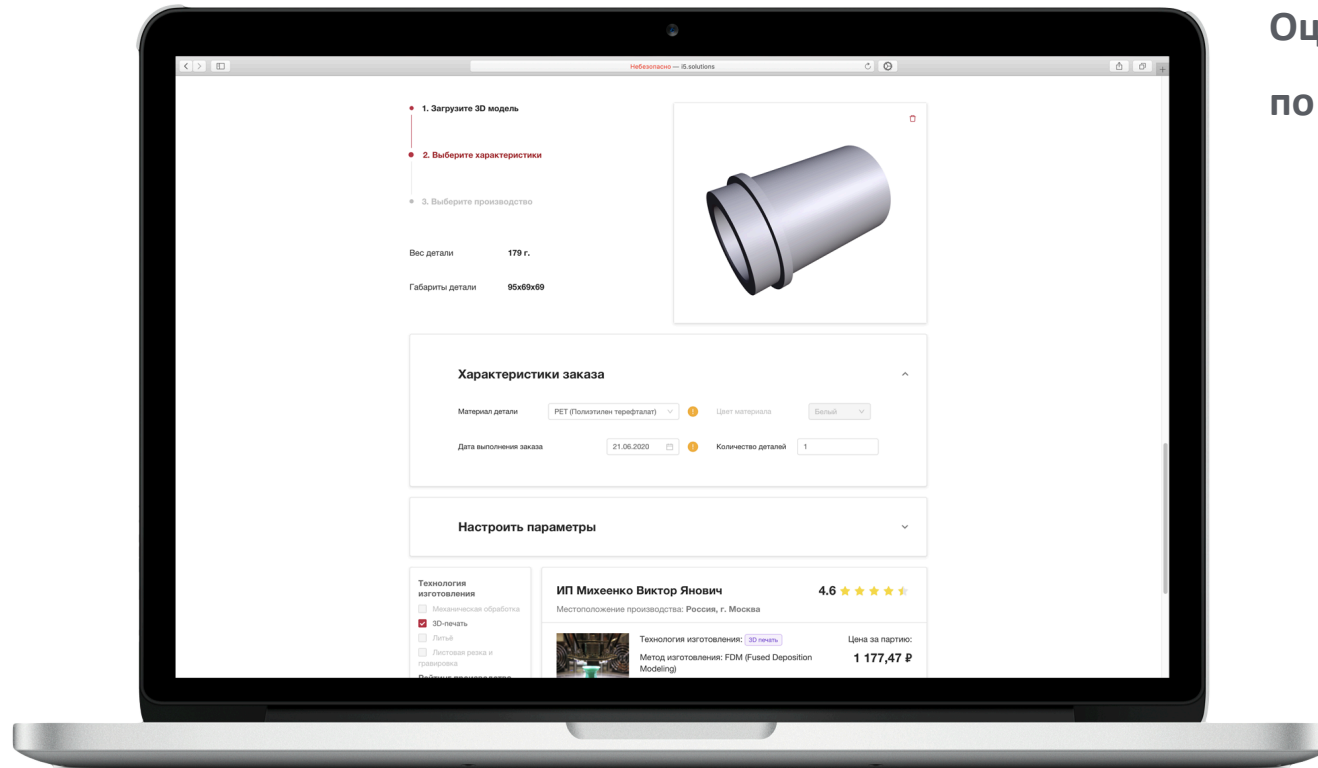 Небезопасно — i5.solutions
1. Загрузите 3D модель
2. Выберите характеристики
3. Выберите производство
Вес детали 179 г.
Габариты детали 95x69x69
Характеристики заказа
Материал детали PET (Полиэтилен терефталат) Цвет материала Белый
Дата выполнения заказа 21.06.2020 Количество деталей 1
Настроить параметры
Технология
изготовления
Механическая обработка
3D-печать
Литьё
Листовая резка и
гравировка
ИП Михеенко Виктор Янович 4.6
Местоположение производства: Россия, г. Москва
Технология изготовления: 3D печать Цена за партию:
Метод изготовления: FDM (Fused Deposition 1 177,47 ₽
Modeling)
по